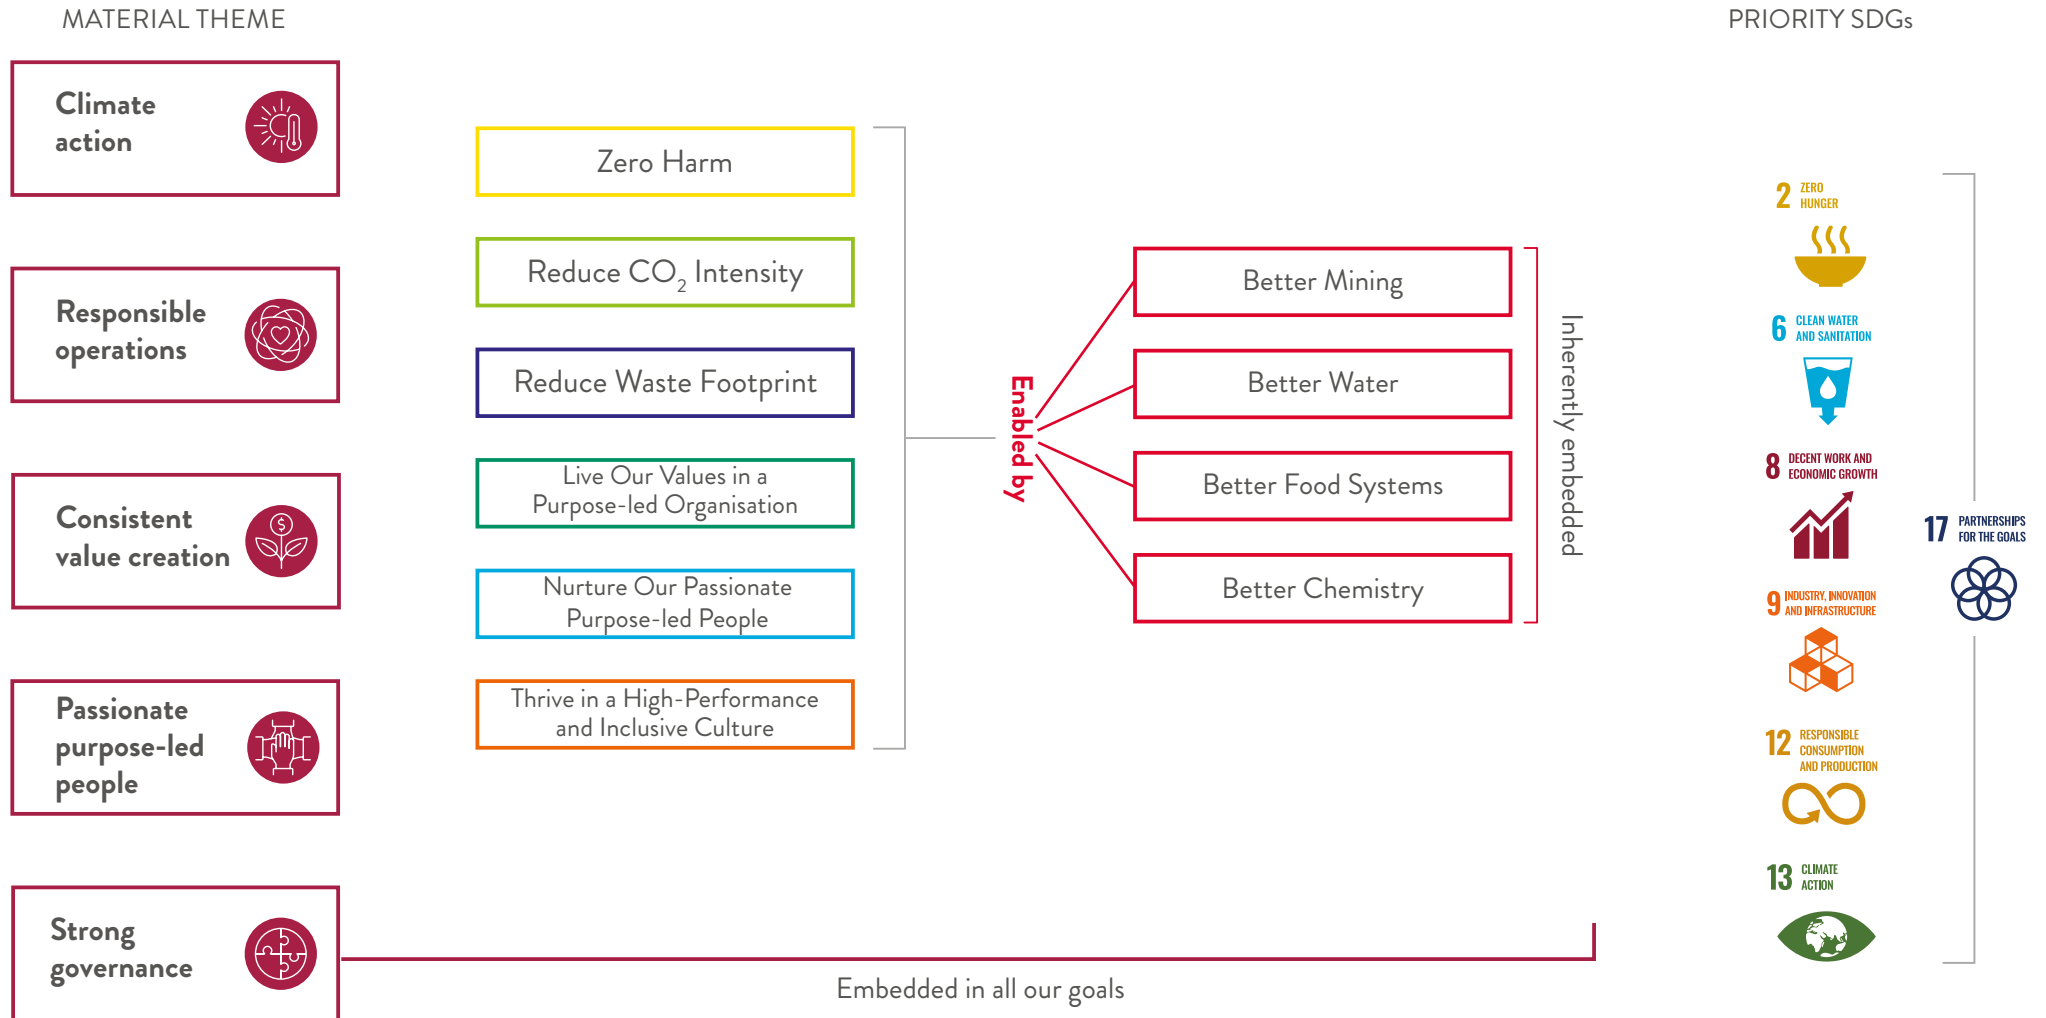 MATERIAL THEME
Climate
action
Responsible
operations
Consistent
value creation
Passionate
purpose-led
people
Strong
governance
Zero Harm
Reduce CO₂ Intensity
Reduce Waste Footprint
Live Our Values in a
Purpose-led Organisation
Nurture Our Passionate
Purpose-led People
Thrive in a High-Performance
and Inclusive Culture
Enabled by
Better Mining
Better Water
Better Food Systems
Better Chemistry
Inherently embedded
Embedded in all our goals
PRIORITY SDGs
2 ZERO
HUNGER
6 CLEAN WATER
AND SANITATION
8 DECENT WORK AND
ECONOMIC GROWTH
9 INDUSTRY, INNOVATION
AND INFRASTRUCTURE
12 RESPONSIBLE
CONSUMPTION
AND PRODUCTION
13 CLIMATE
ACTION
17 PARTNERSHIPS
FOR THE GOALS
$